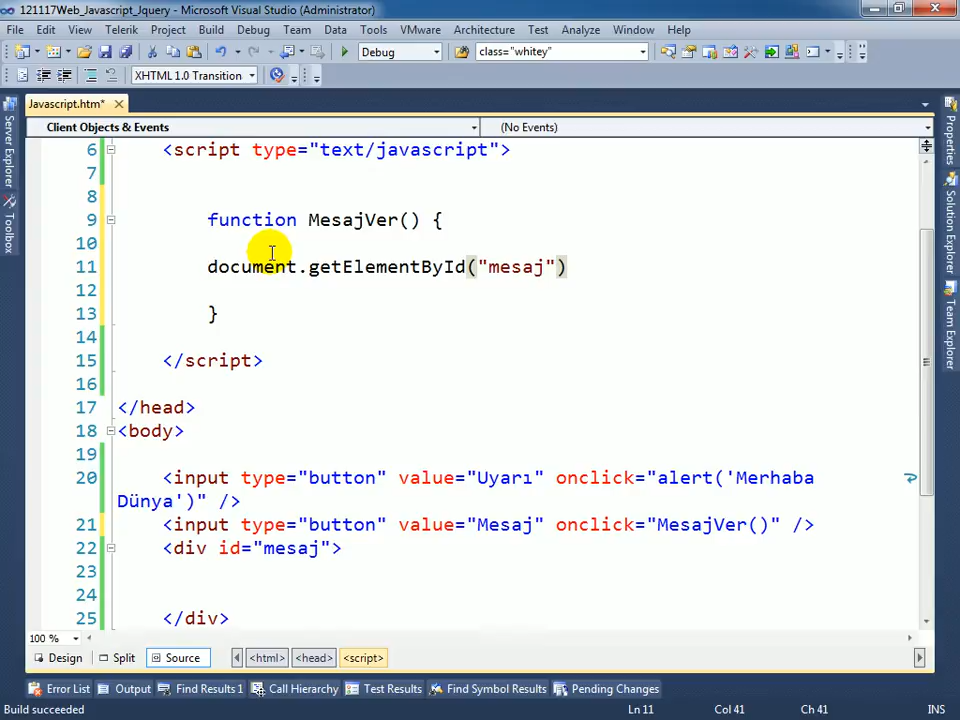 121117Web_Javascript_Jquery - Microsoft Visual Studio (Administrator)
File Edit View Telerik Project Build Debug Team Data Tools VMware Architecture Test Analyze Window Help
Debug class="whitey"
XHTML 1.0 Transition
Javascript.htm*
Client Objects & Events (No Events)
6 <script type="text/javascript">
7
8
9 function MesajVer() {
10
11 document.getElementById("mesaj")
12
13 }
14
15 </script>
16
17 </head>
18 <body>
19
20 <input type="button" value="Uyarı" onclick="alert('Merhaba
Dünya')" />
21 <input type="button" value="Mesaj" onclick="MesajVer()" />
22 <div id="mesaj">
23
24
25 </div>
Server Explorer
Toolbox
Properties
Solution Explorer
Team Explorer
100 %
Design Split Source <html> <head> <script>
Error List Output Find Results 1 Call Hierarchy Test Results Find Symbol Results Pending Changes
Build succeeded Ln 11 Col 41 Ch 41 INS